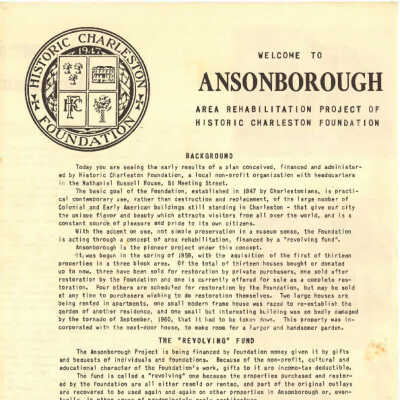 HISTORIC CHARLESTON FOUNDATION
1947
WELCOME TO
ANSONBOROUGH
AREA REHABILITATION PROJECT OF
HISTORIC CHARLESTON FOUNDATION
BACKGROUND
Today you are seeing the early results of a plan conceived, financed and administer-
ed by Historic Charleston Foundation, a local non-profit organization with headquarters
in the Nathaniel Russell House, 51 Meeting Street.
The basic goal of the Foundation, established in 1947 by Charlestonians, is practi-
cal contemporary use, rather than destruction and replacement, of the large number of
Colonial and Early American buildings still standing in Charleston - that give our city
the unique flavor and beauty which attracts visitors from all over the world, and is a
constant source of pleasure and pride to its own citizens.
With the accent on use, not simple preservation in a museum sense, the Foundation
is acting through a concept of area rehabilitation, financed by a "revolving fund".
Ansonborough is the pioneer project under this concept.
It was begun in the spring of 1959, with the aquisition of the first of thirteen
properties in a three block area. Of the total of thirteen houses bought or donated
up to now, three have been sold for restoration by private purchasers, one sold after
restoration by the Foundation and one is currently offered for sale as a complete res-
toration. Four others are scheduled for restoration by the Foundation, but may be sold
at any time to purchasers wishing to do restoration themselves. Two large houses are
being rented in apartments, one small modern frame house was razed to re-establish the
garden of another residence, and one small but interesting building was so badly damaged
by the tornado of September, 1960, that it had to be taken down. This property was in-
corporated with the next-door house, to make room for a larger and handsomer garden.
THE "REVOLVING" FUND
The Ansonborough Project is being financed by Foundation money given it by gifts
and bequests of individuals and foundations. Because of the non-profit, cultural and
educational character of the Foundation's work, gifts to it are income-tax deductible.
The fund is called a "revolving" one because the properties purchased and restor-
ed by the foundation are all either resold or rented, and part of the original outlays
are recovered to be used again and again on other properties in Ansonborough or, even-